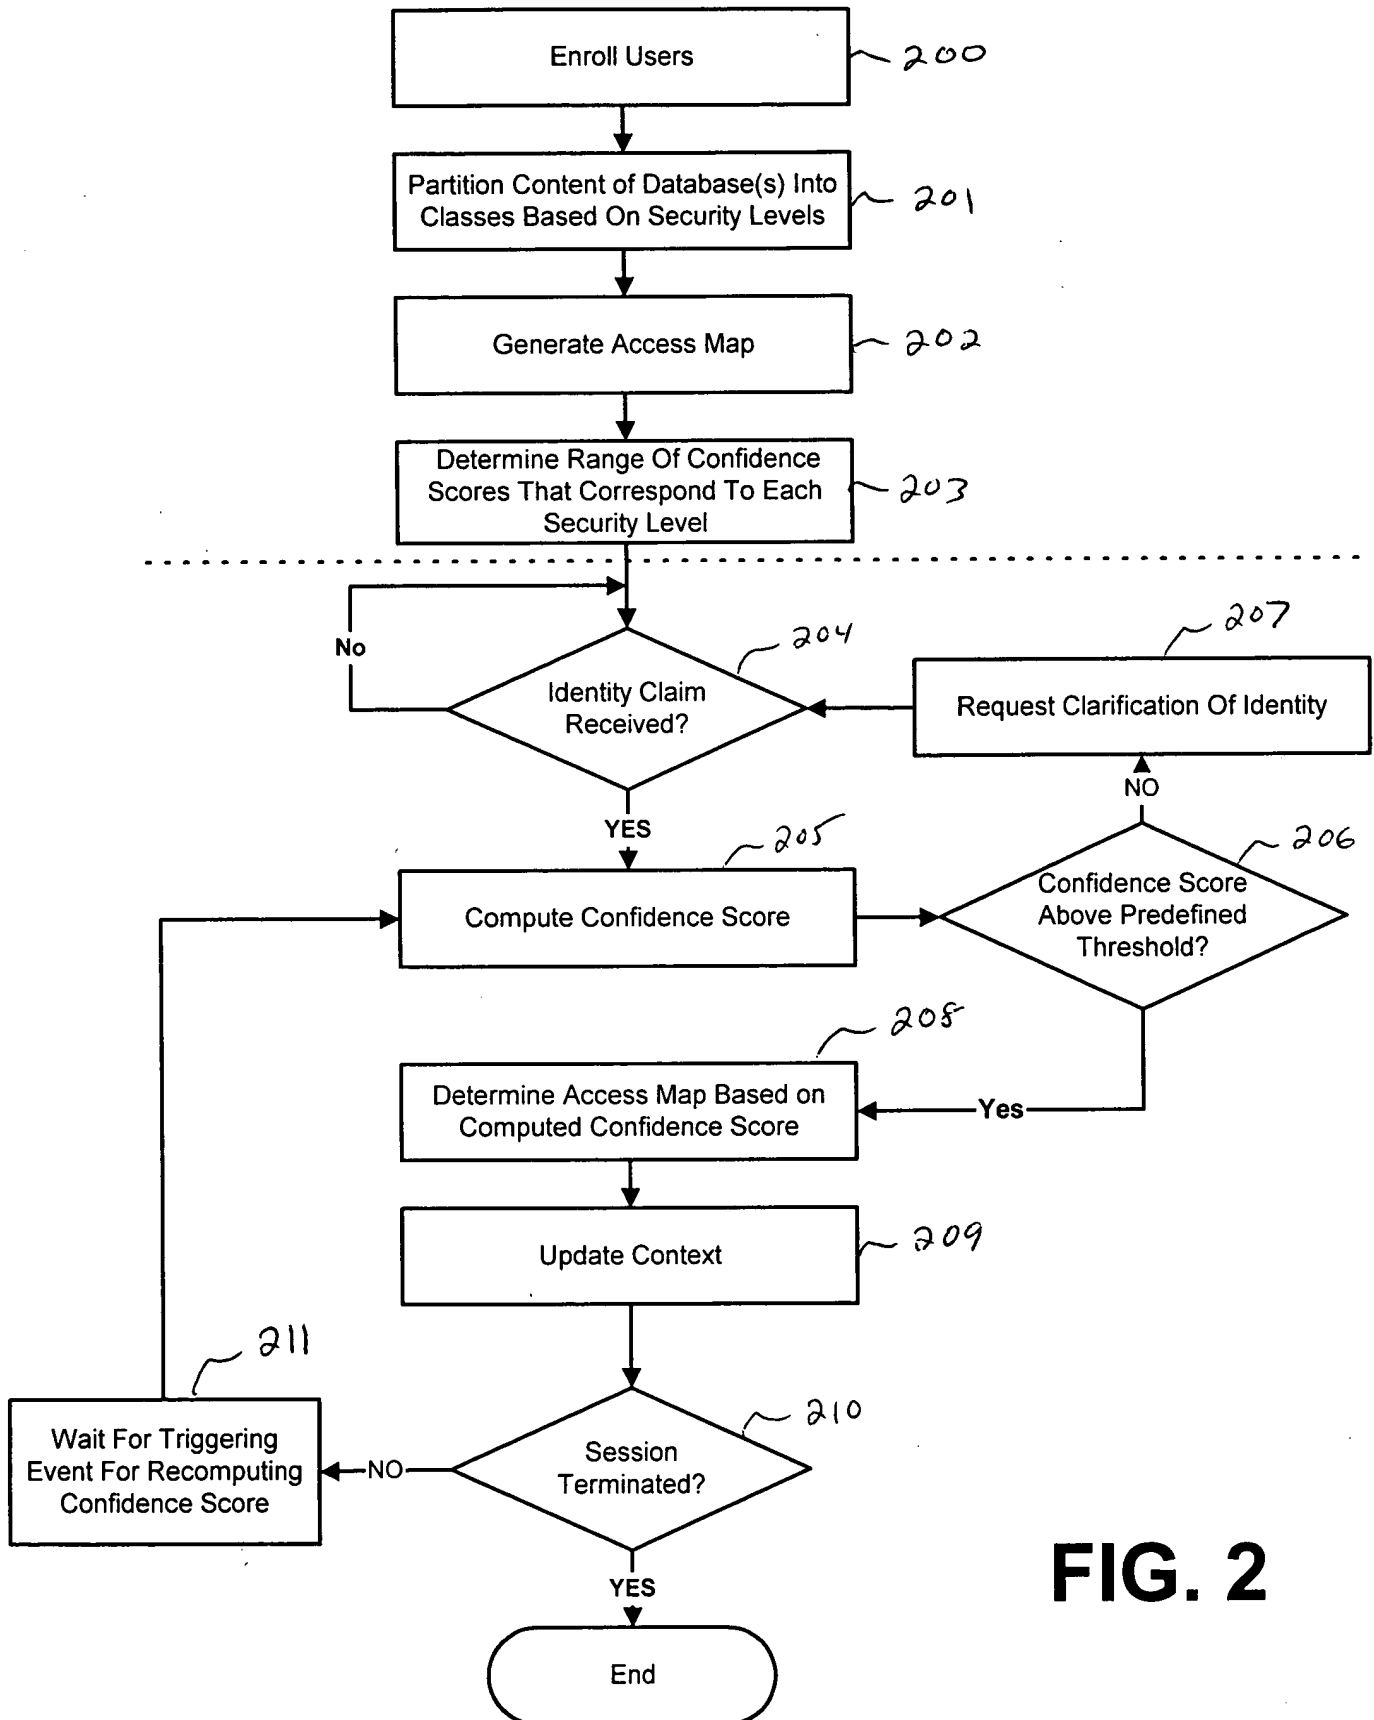 Enroll Users
200
Partition Content of Database(s) Into
Classes Based On Security Levels
201
Generate Access Map
202
Determine Range Of Confidence
Scores That Correspond To Each
Security Level
203
No
204
Identity Claim
Received?
207
Request Clarification Of Identity
NO
YES
205
Compute Confidence Score
206
Confidence Score
Above Predefined
Threshold?
208
Determine Access Map Based on
Computed Confidence Score
Yes
Update Context
209
211
Wait For Triggering
Event For Recomputing
Confidence Score
NO
210
Session
Terminated?
YES
End
FIG. 2